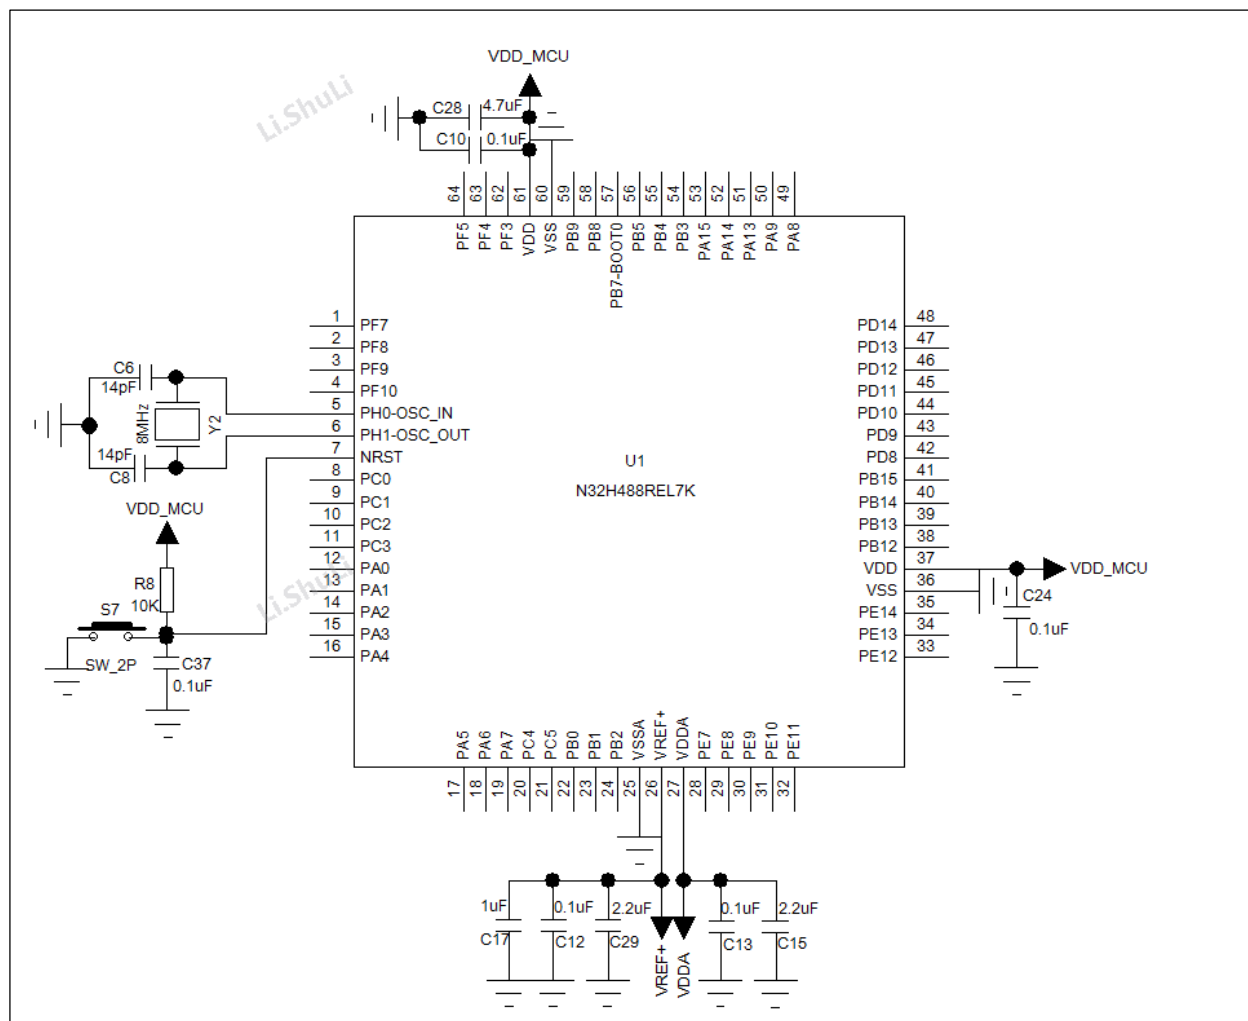 VDD_MCU
Li.ShuLi
C28 4.7uF
C10 0.1uF
64 63 62 61 60 59 58 57 56 55 54 53 52 51 50 49
PF5 PF4 PF3 VDD VSS PB9 PB8 PB7-BOOT0 PB5 PB4 PB3 PA15 PA14 PA13 PA9 PA8
1 PF7
2 PF8
3 PF9
4 PF10
5 PH0-OSC_IN
6 PH1-OSC_OUT
7 NRST
8 PC0
9 PC1
10 PC2
11 PC3
12 PA0
13 PA1
14 PA2
15 PA3
16 PA4
PD14 48
PD13 47
PD12 46
PD11 45
PD10 44
PD9 43
PD8 42
PB15 41
PB14 40
PB13 39
PB12 38
VDD 37
VSS 36
PE14 35
PE13 34
PE12 33
C6
14pF
8MHz
Y2
14pF
C8
U1
N32H488REL7K
VDD_MCU
R8
10K
S7
SW_2P
C37
0.1uF
Li.ShuLi
VDD_MCU
C24
0.1uF
PA5 PA6 PA7 PC4 PC5 PB0 PB1 PB2 VSSA VREF+ VDDA PE7 PE8 PE9 PE10 PE11
17 18 19 20 21 22 23 24 25 26 27 28 29 30 31 32
1uF 0.1uF 2.2uF 0.1uF 2.2uF
C17 C12 C29 C13 C15
VREF+ VDDA